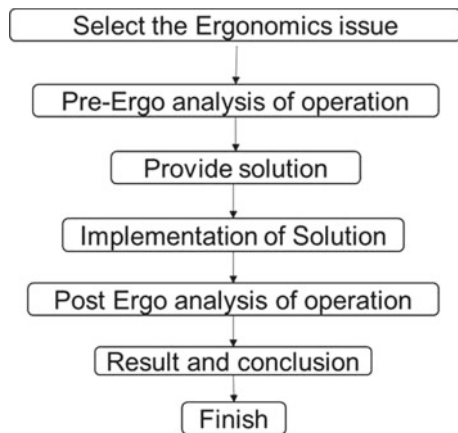 Select the Ergonomics issue
Pre-Ergo analysis of operation
Provide solution
Implementation of Solution
Post Ergo analysis of operation
Result and conclusion
Finish